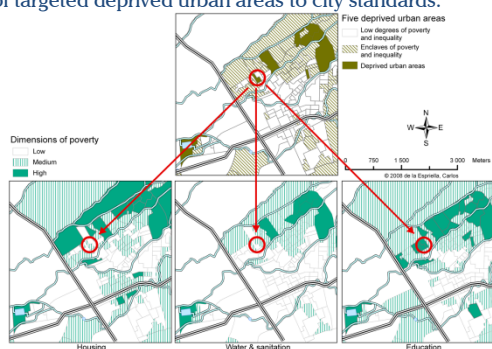 of targeted deprived urban areas to city standards.
Five deprived urban areas
Low degrees of poverty
and inequality
Enclaves of poverty
and inequality
Deprived urban areas
N
W E
S
0 750 1 500 3 000 Meters
© 2008 de la Espriella, Carlos
Dimensions of poverty
Low
Medium
High
Housing
Water & sanitation
Education